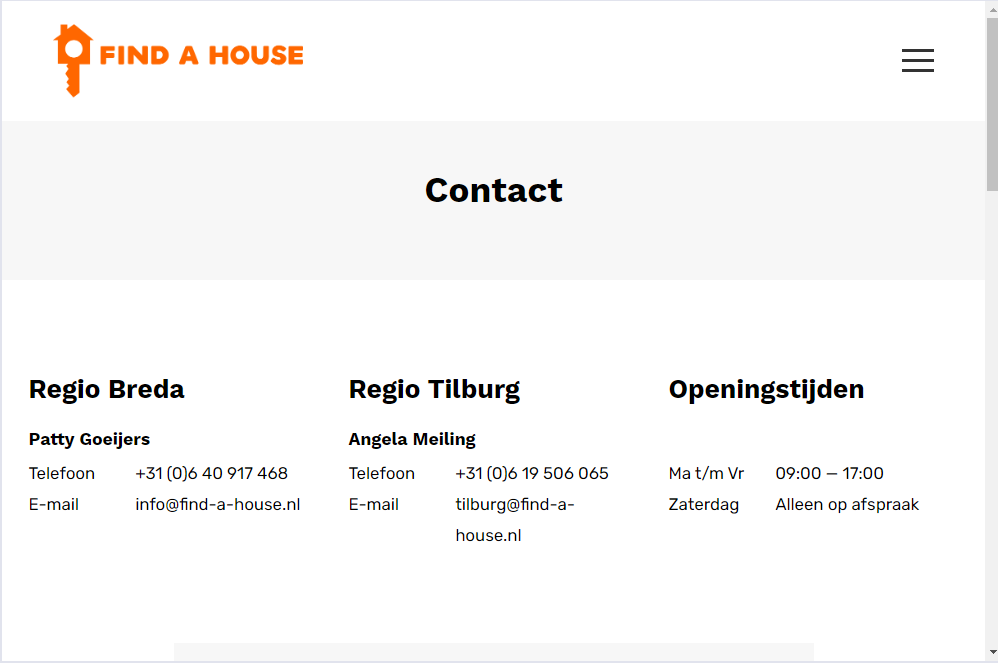 FIND A HOUSE
Contact
Regio Breda
Patty Goeijers
Telefoon +31 (0)6 40 917 468
E-mail info@find-a-house.nl
Regio Tilburg
Angela Meiling
Telefoon +31 (0)6 19 506 065
E-mail tilburg@find-a-
house.nl
Openingstijden
Ma t/m Vr 09:00 – 17:00
Zaterdag Alleen op afspraak